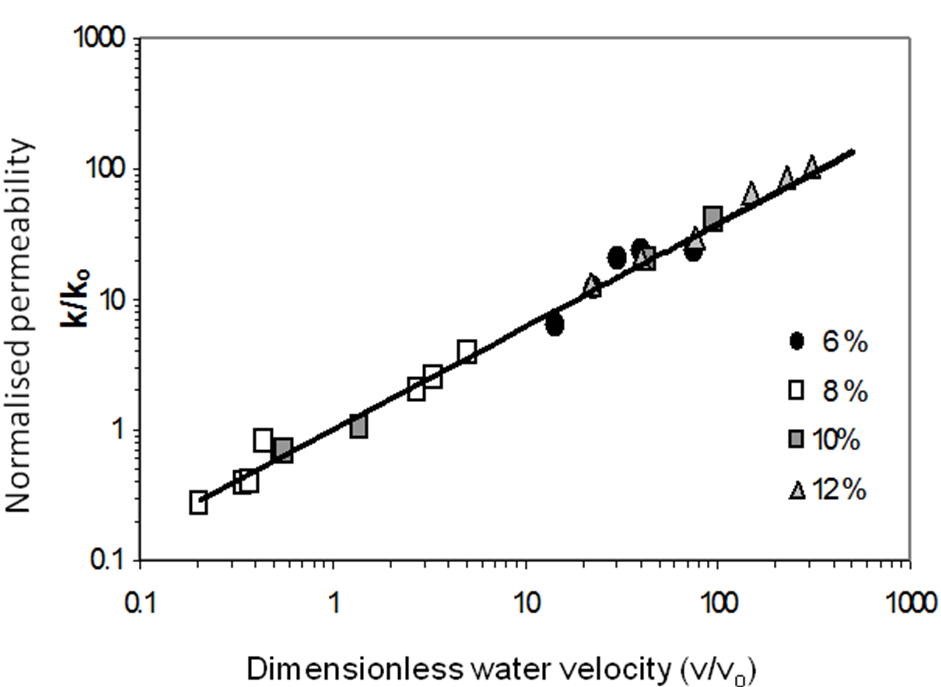 Normalised permeability
k/ko
1000
100
10
1
0.1
6%
8%
10%
12%
0.1 1 10 100 1000
Dimensionless water velocity (v/vo)